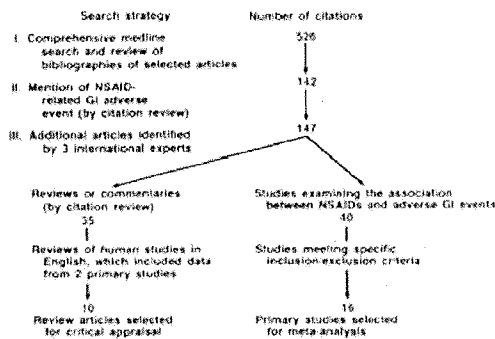 Search strategy
Number of citations
I. Comprehensive medline
search and review of
bibliographies of selected articles
526
II. Mention of NSAID-
related GI adverse
event (by citation review)
142
III. Additional articles identified
by 3 international experts
147
Reviews or commentaries
(by citation review)
35
Reviews of human studies in
English, which included data
from 2 primary studies
10
Review articles selected
for critical appraisal
Studies examining the association
between NSAIDs and adverse GI events
40
Studies meeting specific
inclusion/exclusion criteria
16
Primary studies selected
for meta-analysis